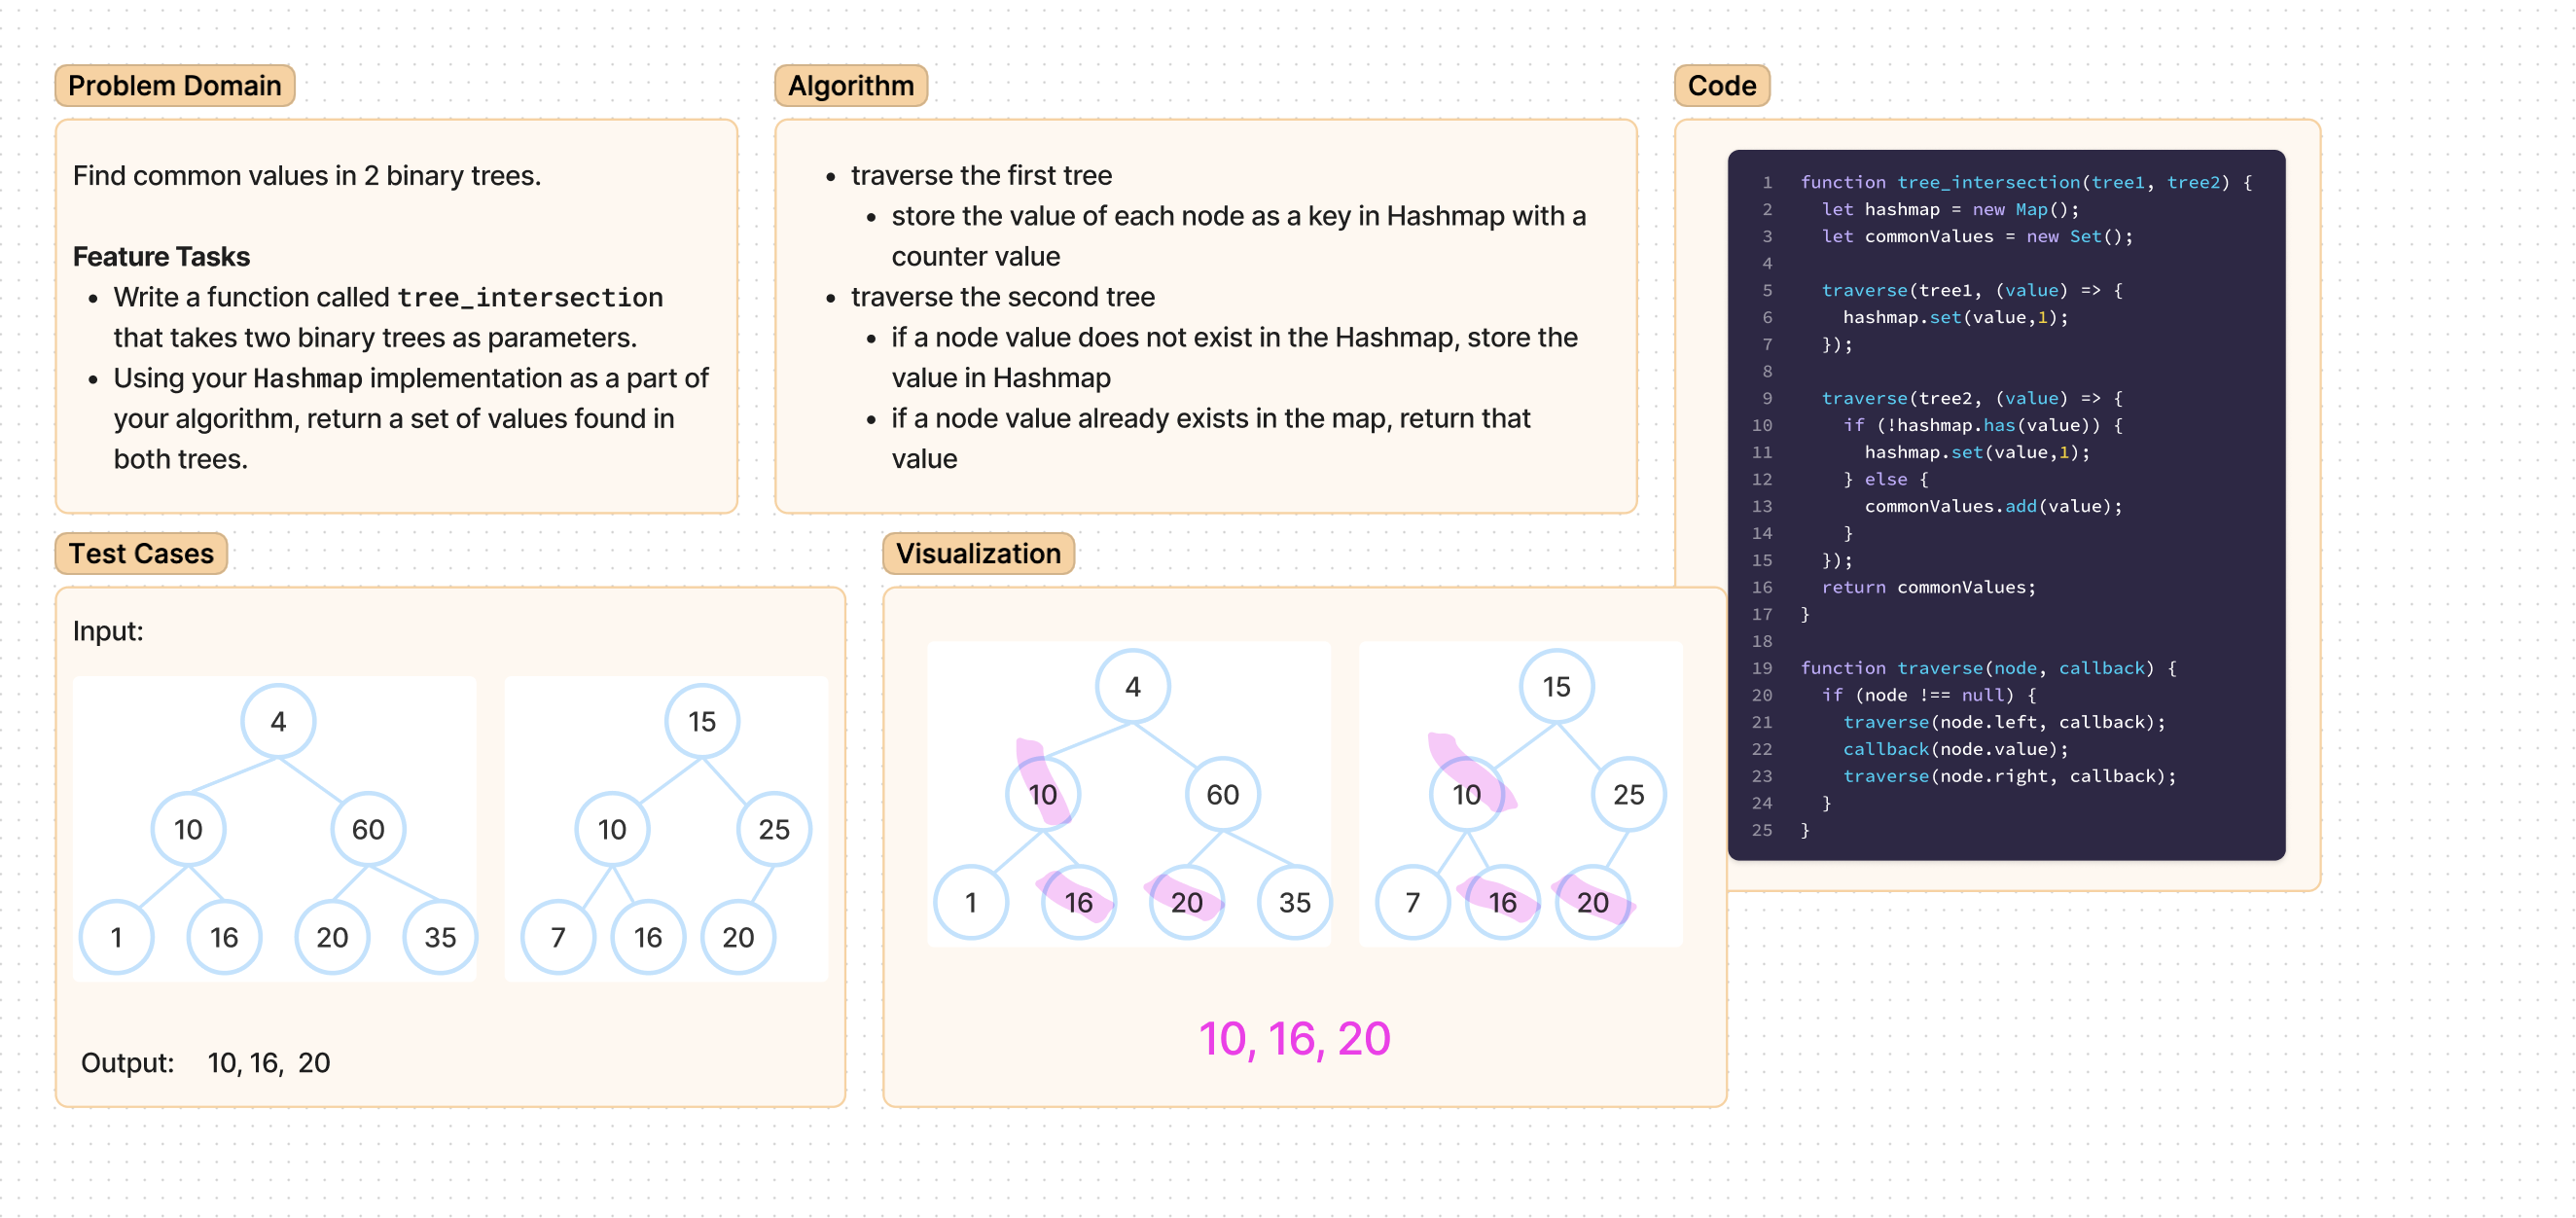 Problem Domain
Find common values in 2 binary trees.
Feature Tasks
• Write a function called tree_intersection
that takes two binary trees as parameters.
• Using your Hashmap implementation as a part of
your algorithm, return a set of values found in
both trees.
Algorithm
• traverse the first tree
• store the value of each node as a key in Hashmap with a
counter value
• traverse the second tree
• if a node value does not exist in the Hashmap, store the
value in Hashmap
• if a node value already exists in the map, return that
value
Code
1 function tree_intersection(tree1, tree2) {
2   let hashmap = new Map();
3   let commonValues = new Set();
4
5   traverse(tree1, (value) => {
6     hashmap.set(value,1);
7   });
8
9   traverse(tree2, (value) => {
10     if (!hashmap.has(value)) {
11       hashmap.set(value,1);
12     } else {
13       commonValues.add(value);
14     }
15   });
16   return commonValues;
17 }
18
19 function traverse(node, callback) {
20   if (node !== null) {
21     traverse(node.left, callback);
22     callback(node.value);
23     traverse(node.right, callback);
24   }
25 }
Test Cases
Input:
4
10 60
1 16 20 35
15
10 25
7 16 20
Output: 10, 16, 20
Visualization
4
10 60
1 16 20 35
15
10 25
7 16 20
10, 16, 20